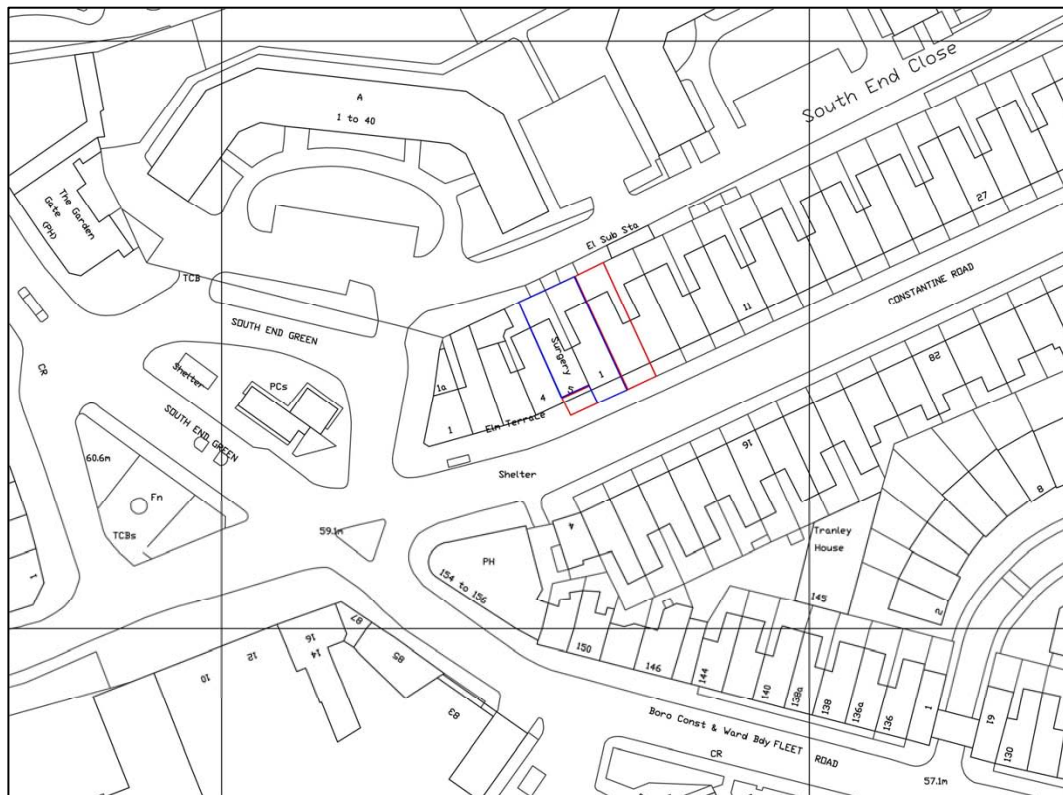 A
1 to 40
South End Close
The Garden
Gate
(PH)
27
El Sub Sta
TCB
11
CONSTANTINE ROAD
SOUTH END GREEN
CR
Surgery
1
Shelter
PCs
1a
28
4
5
1
Elm Terrace
SOUTH END GREEN
16
60.6m
Shelter
8
Fn
4
59.1m
TCBs
Tranley
House
PH
1
154 to 156
2
145
87
16
14
150
12
85
146
144
10
140
138a
138
136a
136
1
19
130
83
Boro Const & Ward Bdy FLEET ROAD
CR
57.1m